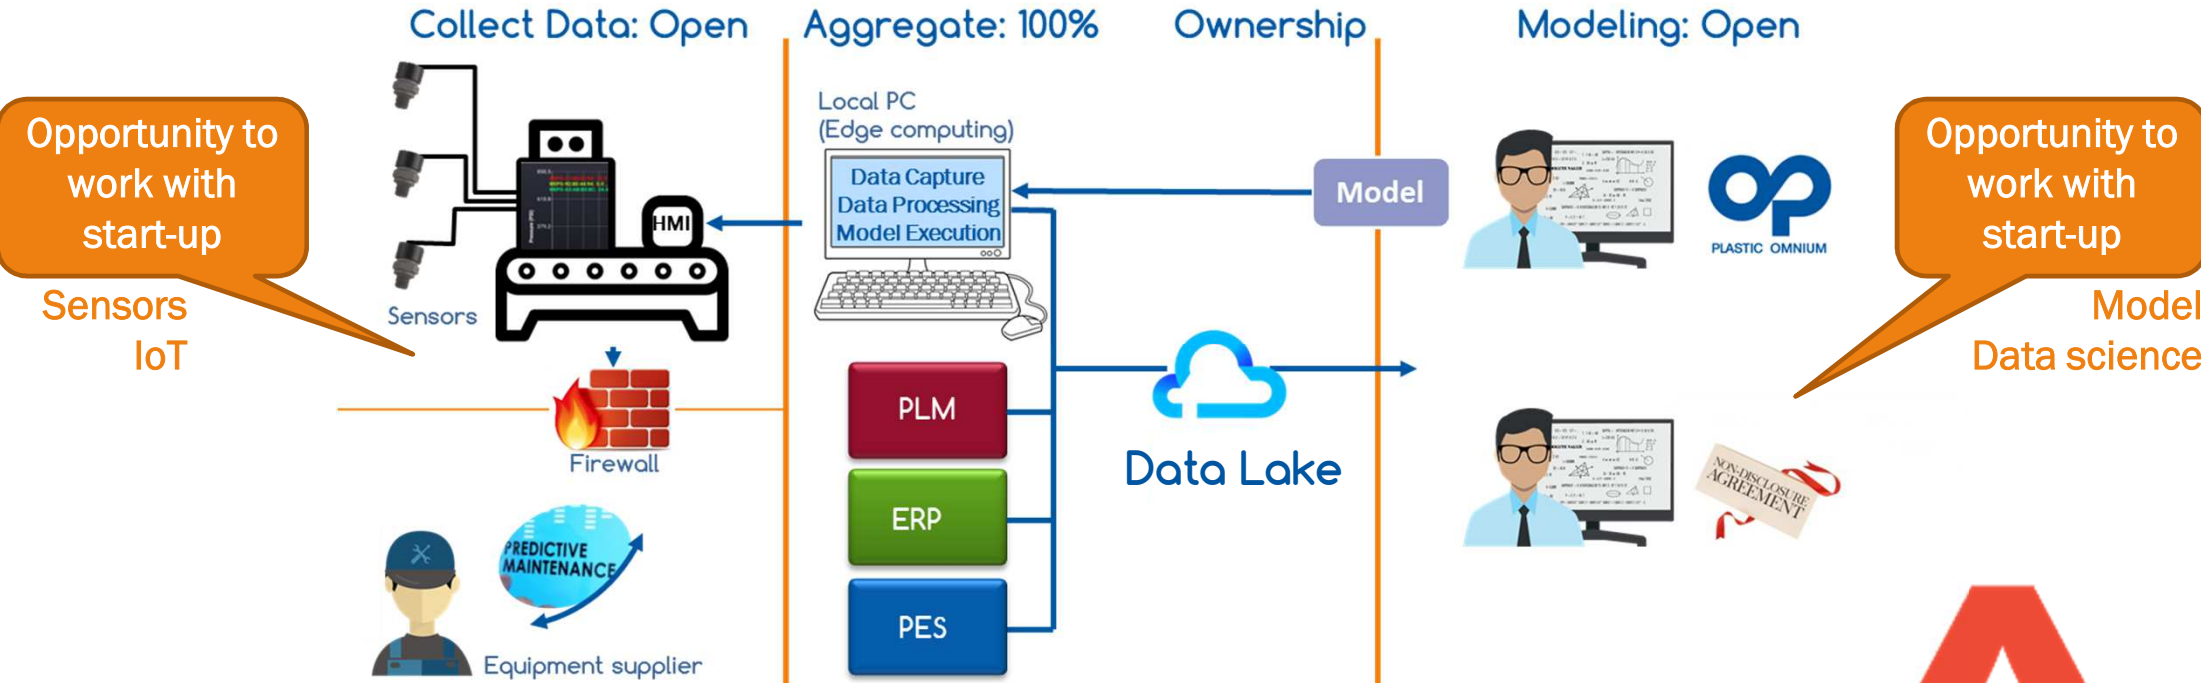 Collect Data: Open
Aggregate: 100%
Ownership
Modeling: Open
Opportunity to
work with
start-up
Sensors
IoT
Sensors
HMI
Firewall
PREDICTIVE
MAINTENANCE
Equipment supplier
Local PC
(Edge computing)
Data Capture
Data Processing
Model Execution
PLM
ERP
PES
Data Lake
Model
PLASTIC OMNIUM
NON-DISCLOSURE
AGREEMENT
Opportunity to
work with
start-up
Model
Data science